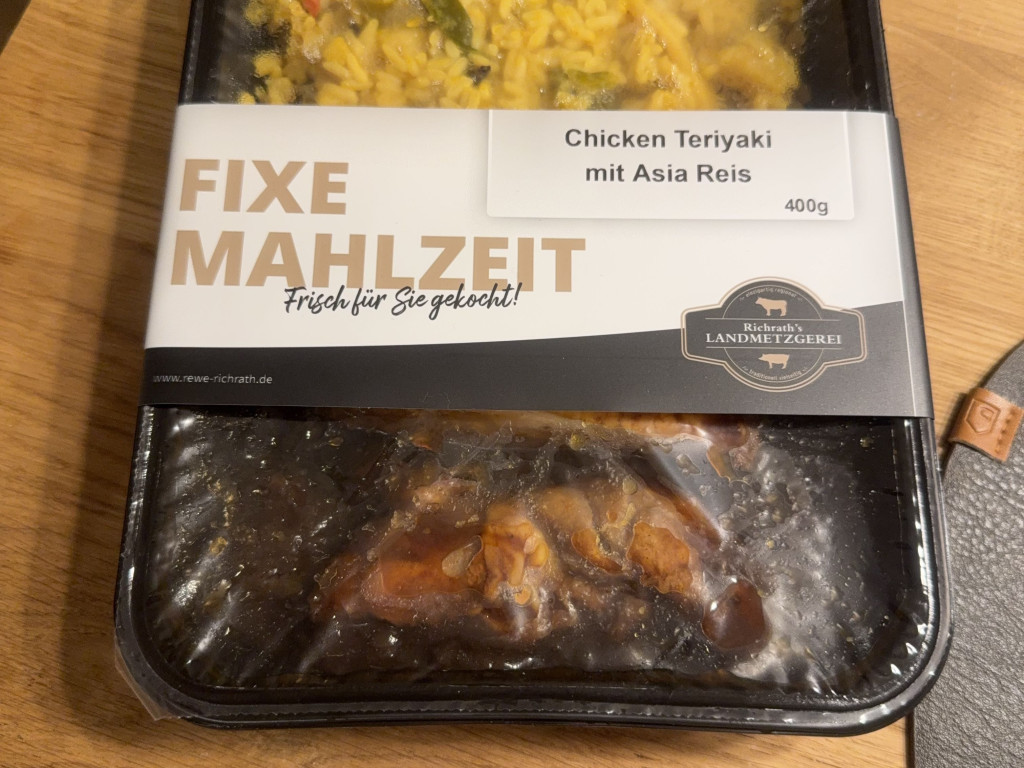 Chicken Teriyaki
mit Asia Reis
400g
FIXE
MAHLZEIT
Frisch für Sie gekocht!
Richrath's
LANDMETZGEREI
www.rewe-richrath.de